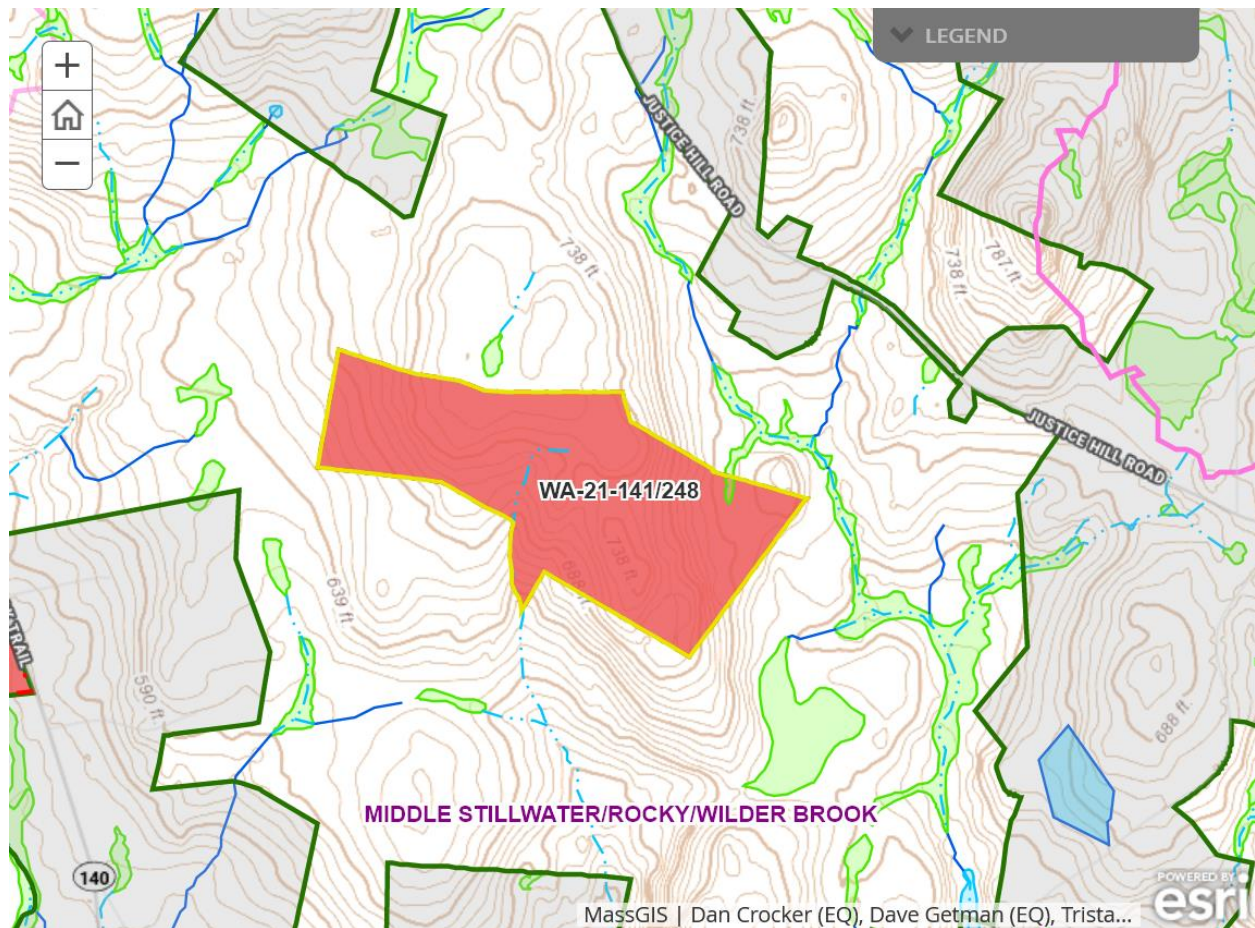 LEGEND
JUSTICE HILL ROAD
738 ft.
738 ft.
738 ft.
787 ft.
JUSTICE HILL ROAD
WA-21-141/248
738 ft.
639 ft.
TRAIL
590 ft.
688 ft.
MIDDLE STILLWATER/ROCKY/WILDER BROOK
140
POWERED BY
esri
MassGIS | Dan Crocker (EQ), Dave Getman (EQ), Trista...